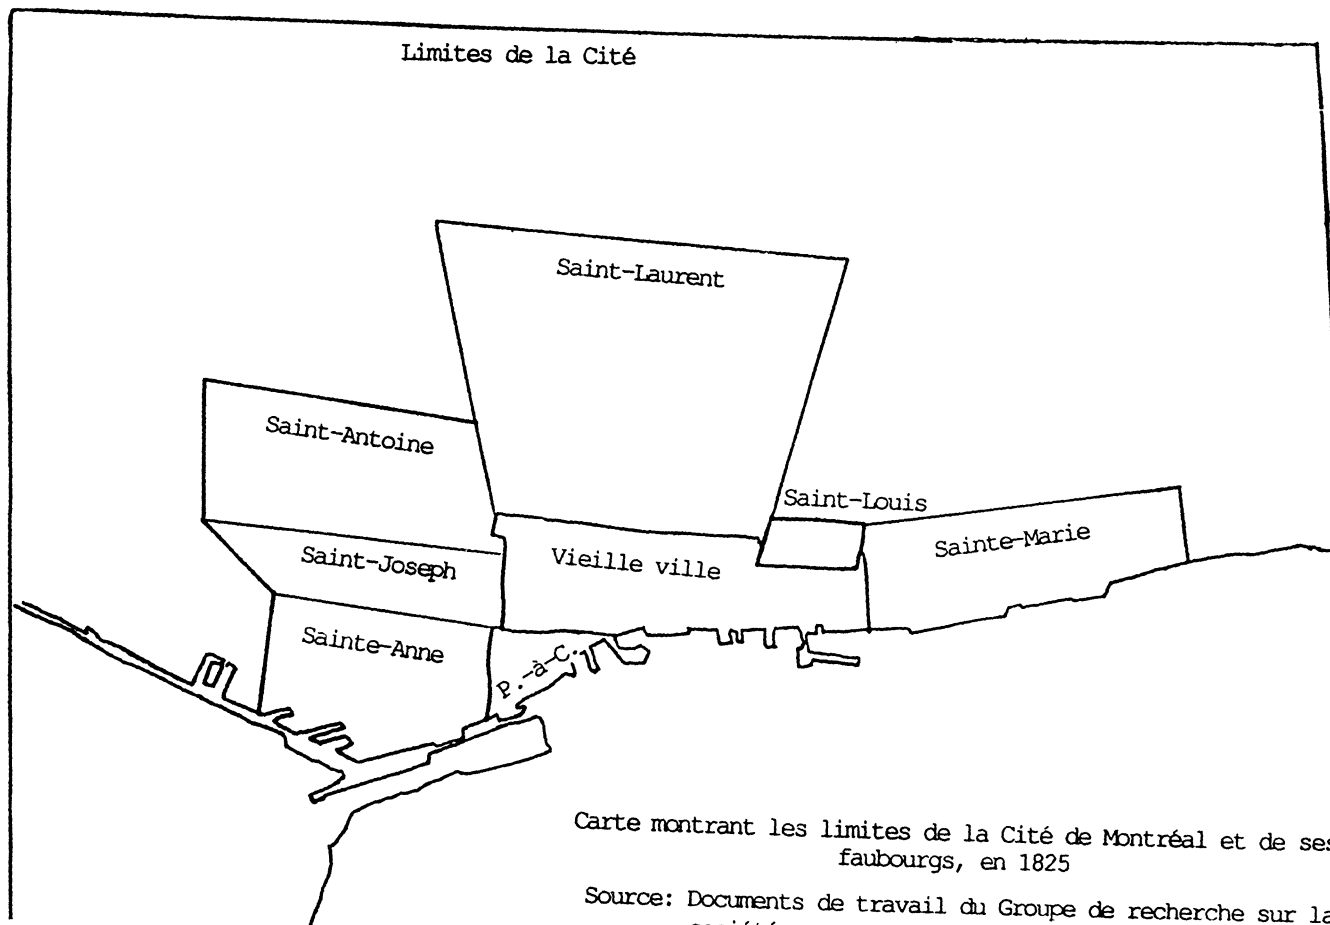 Limites de la Cité
Saint-Laurent
Saint-Antoine
Saint-Louis
Sainte-Marie
Saint-Joseph
Vieille ville
Sainte-Anne
P.-à-C.
Carte montrant les limites de la Cité de Montréal et de ses
faubourgs, en 1825
Source: Documents de travail du Groupe de recherche sur la